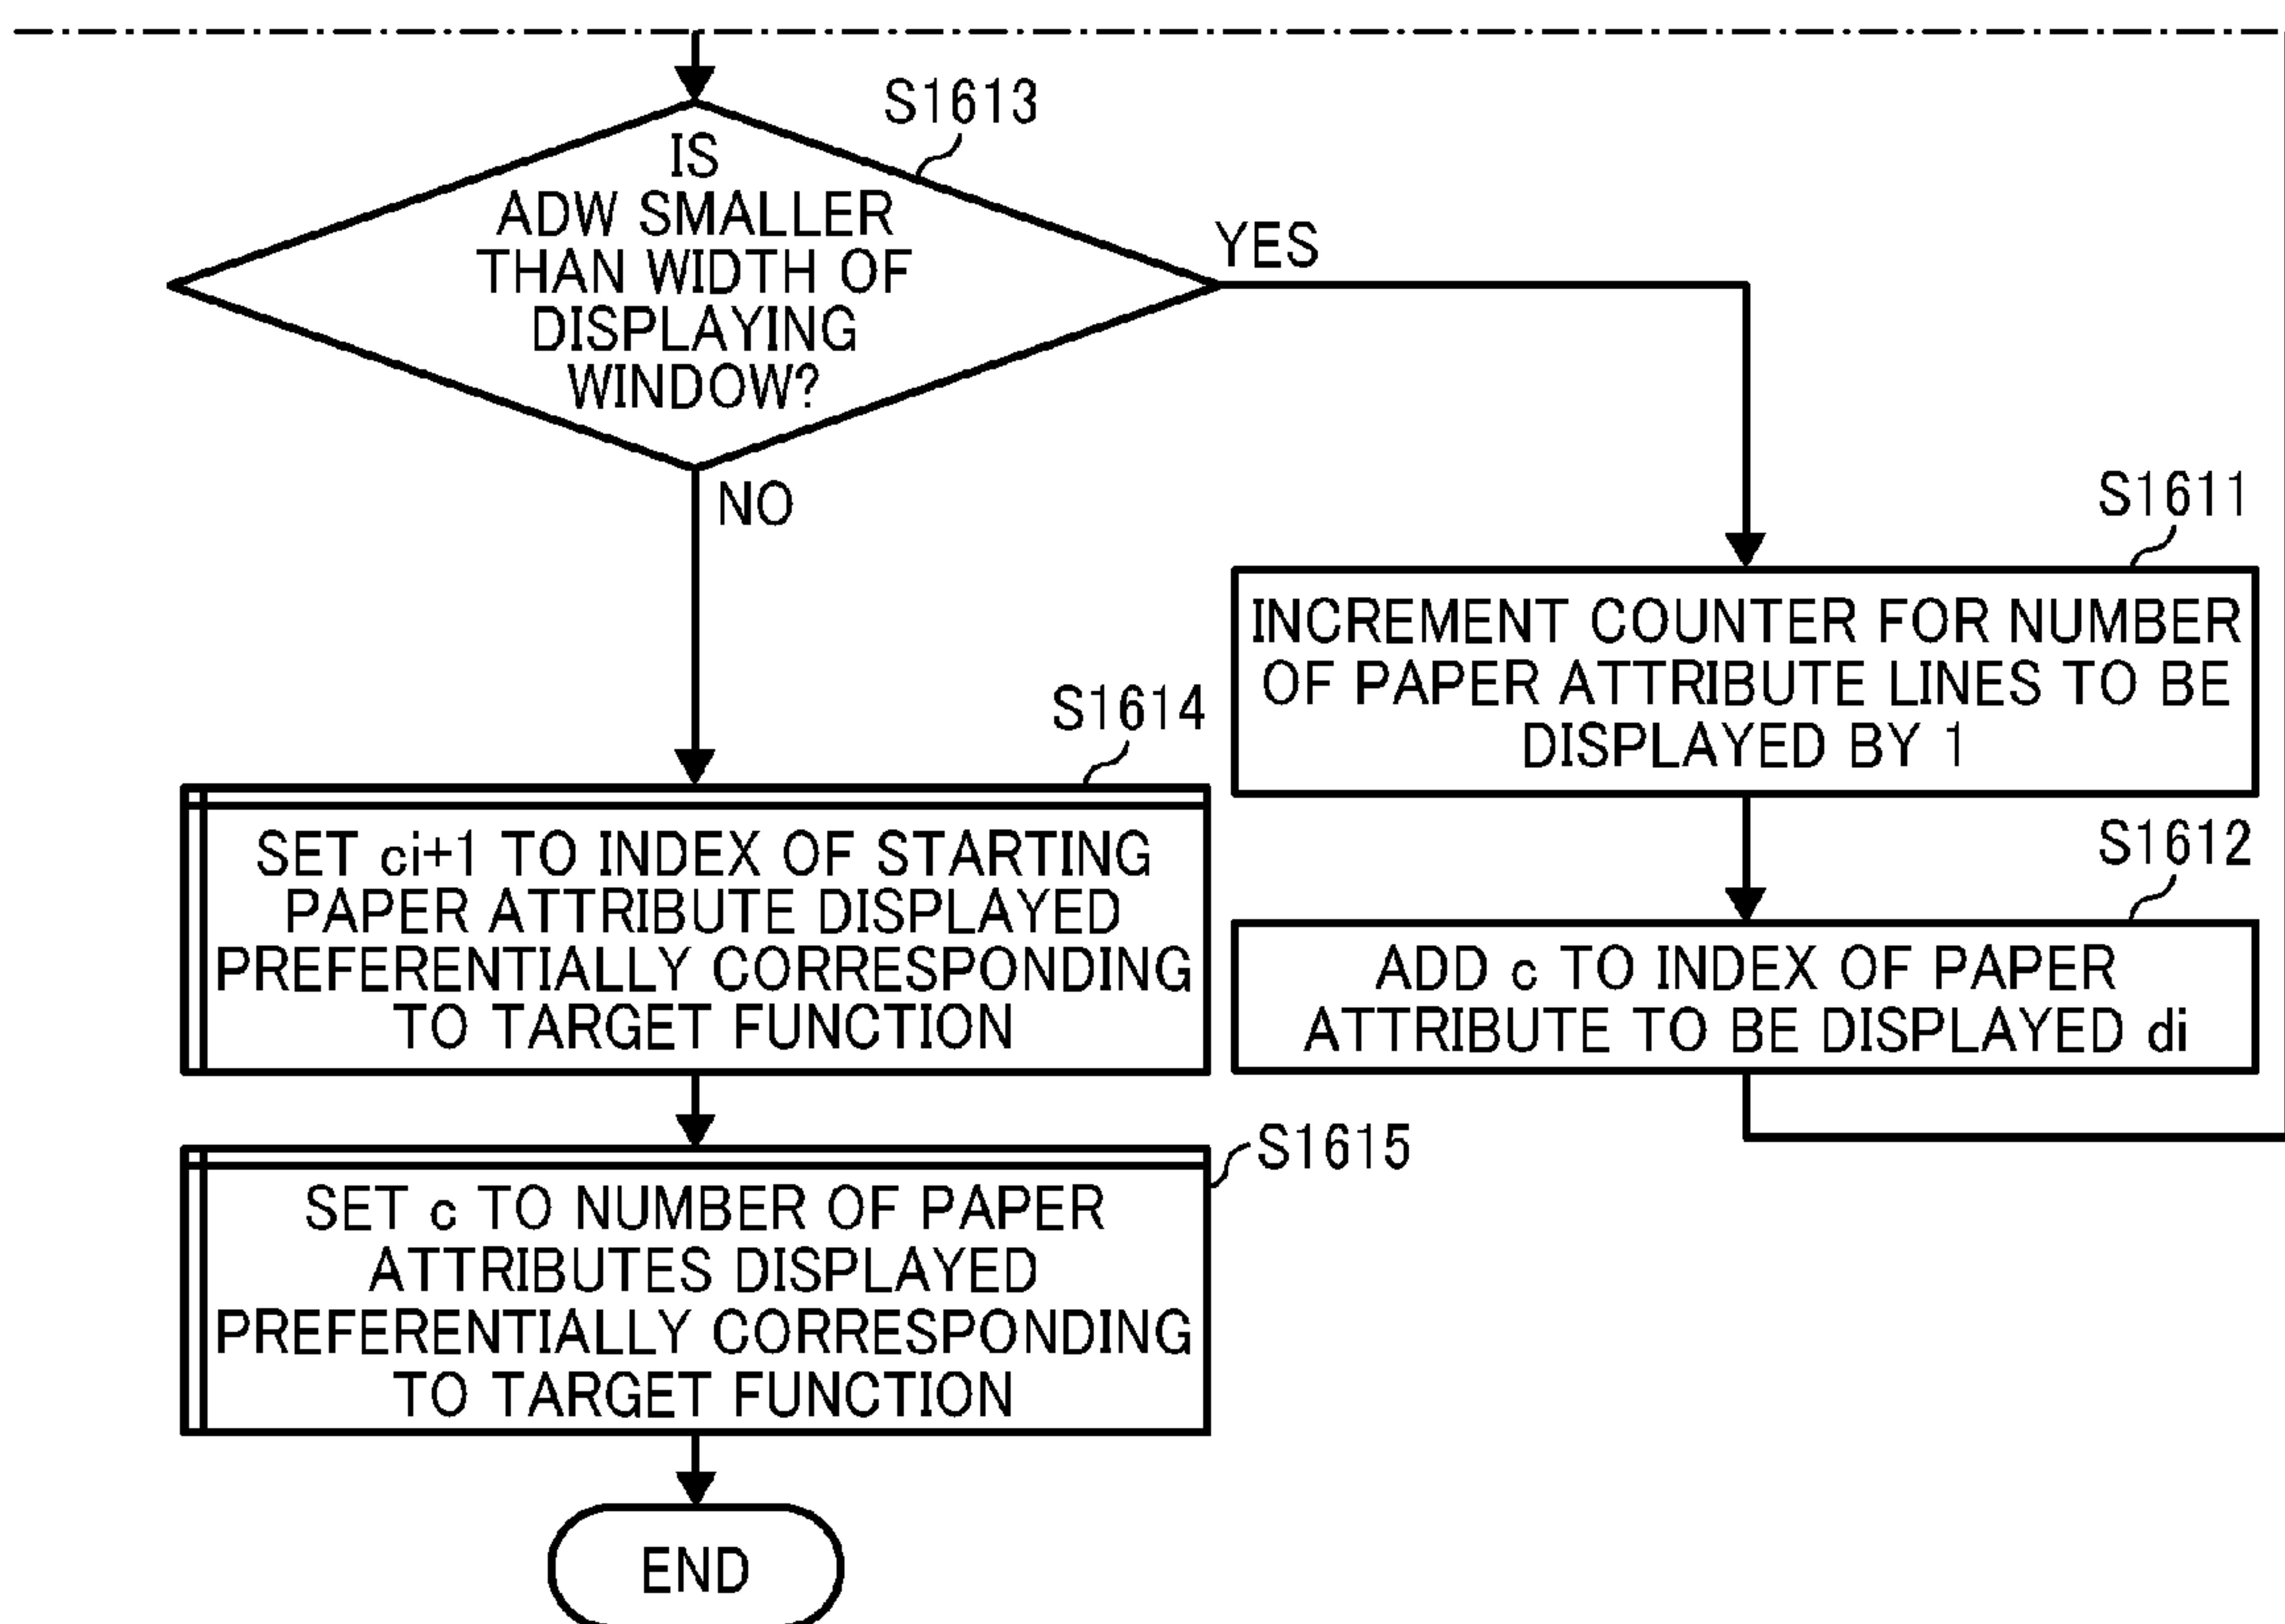 S1613
IS
ADW SMALLER
THAN WIDTH OF
DISPLAYING
WINDOW?
YES
NO
S1611
INCREMENT COUNTER FOR NUMBER
OF PAPER ATTRIBUTE LINES TO BE
DISPLAYED BY 1
S1612
ADD c TO INDEX OF PAPER
ATTRIBUTE TO BE DISPLAYED di
S1614
SET ci+1 TO INDEX OF STARTING
PAPER ATTRIBUTE DISPLAYED
PREFERENTIALLY CORRESPONDING
TO TARGET FUNCTION
S1615
SET c TO NUMBER OF PAPER
ATTRIBUTES DISPLAYED
PREFERENTIALLY CORRESPONDING
TO TARGET FUNCTION
END